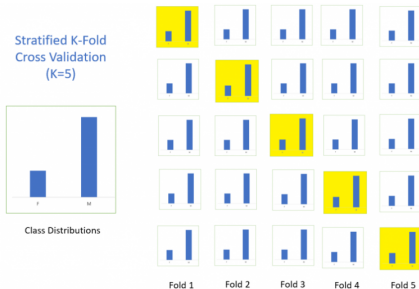 Stratified K-Fold
Cross Validation
(K=5)
F M
Class Distributions
Fold 1 Fold 2 Fold 3 Fold 4 Fold 5